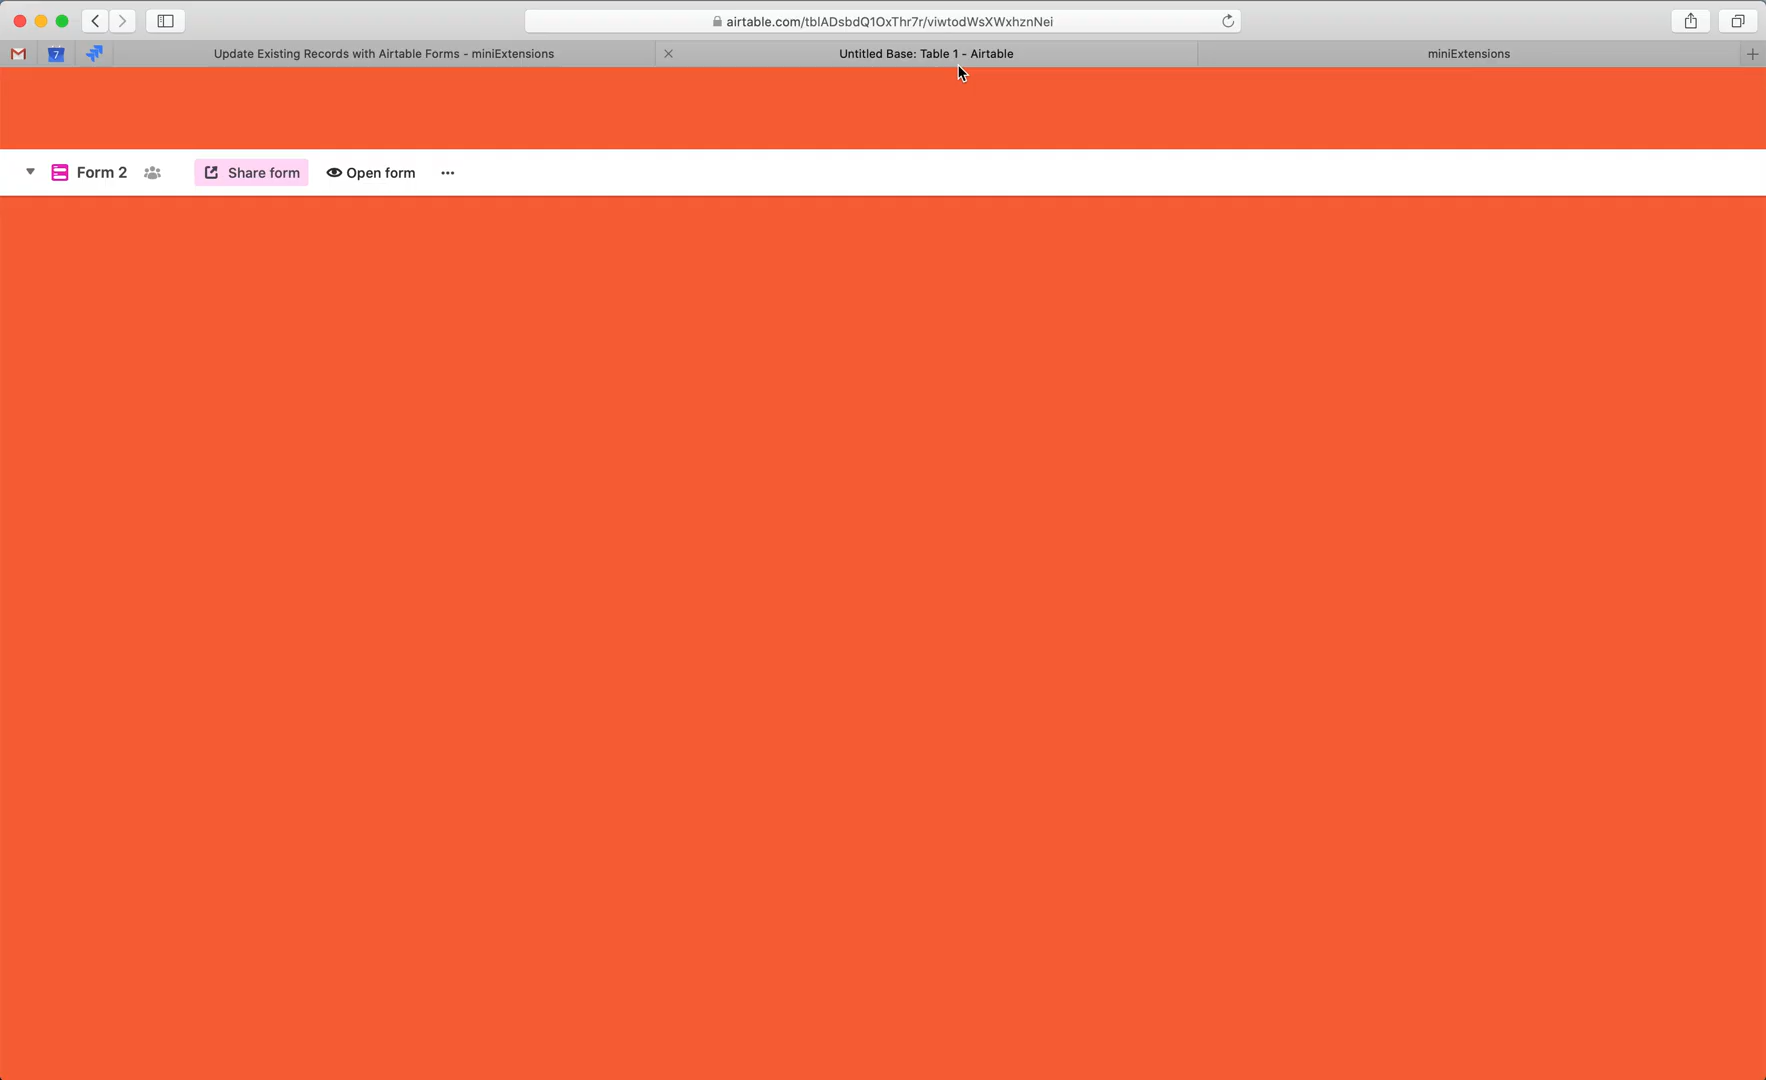 airtable.com/tblADsbdQ1OxThr7r/viwtodWsXWxhznNei
7
Update Existing Records with Airtable Forms - miniExtensions
Untitled Base: Table 1 - Airtable
miniExtensions
Form 2
Share form
Open form